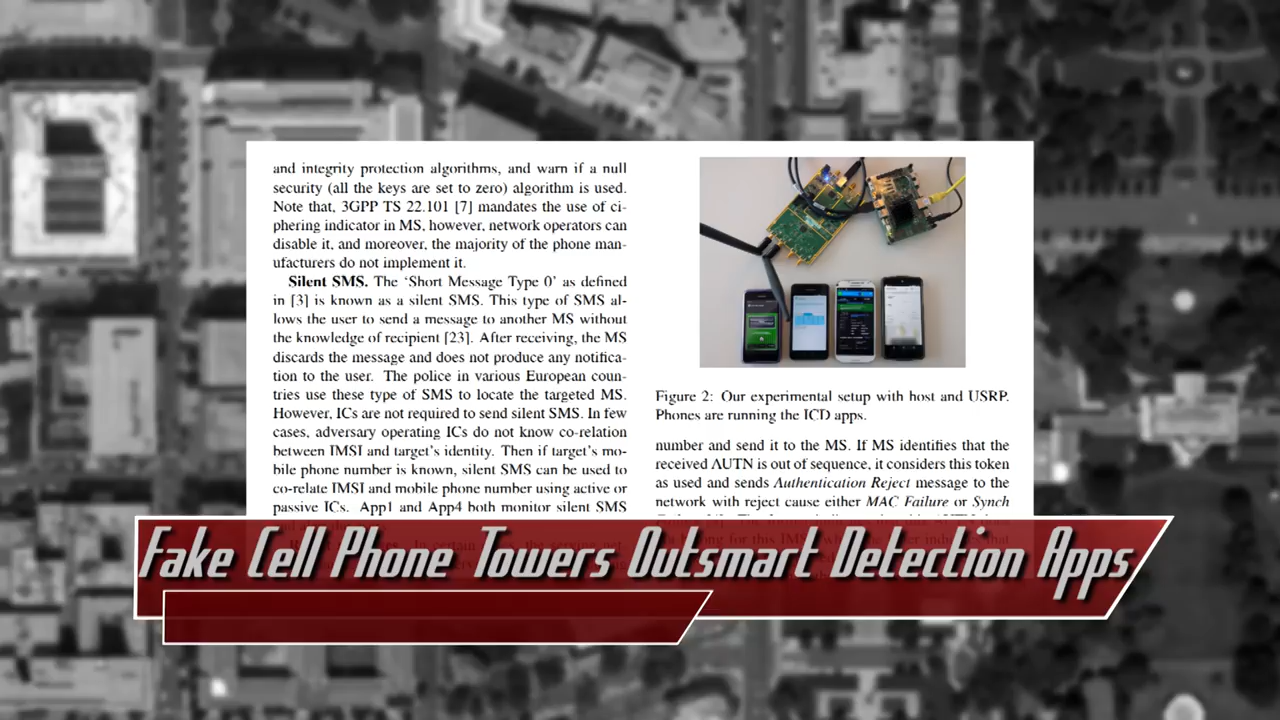 and integrity protection algorithms, and warn if a null
security (all the keys are set to zero) algorithm is used.
Note that, 3GPP TS 22.101 [7] mandates the use of ci-
phering indicator in MS, however, network operators can
disable it, and moreover, the majority of the phone man-
ufacturers do not implement it.
Silent SMS. The ‘Short Message Type 0’ as defined
in [3] is known as a silent SMS. This type of SMS al-
lows the user to send a message to another MS without
the knowledge of recipient [23]. After receiving, the MS
discards the message and does not produce any notifica-
tion to the user. The police in various European coun-
tries use these type of SMS to locate the targeted MS.
However, ICs are not required to send silent SMS. In few
cases, adversary operating ICs do not know co-relation
between IMSI and target’s identity. Then if target’s mo-
bile phone number is known, silent SMS can be used to
co-relate IMSI and mobile phone number using active or
passive ICs. App1 and App4 both monitor silent SMS
Figure 2: Our experimental setup with host and USRP.
Phones are running the ICD apps.
number and send it to the MS. If MS identifies that the
received AUTN is out of sequence, it considers this token
as used and sends Authentication Reject message to the
network with reject cause either MAC Failure or Synch
Fake Cell Phone Towers Outsmart Detection Apps